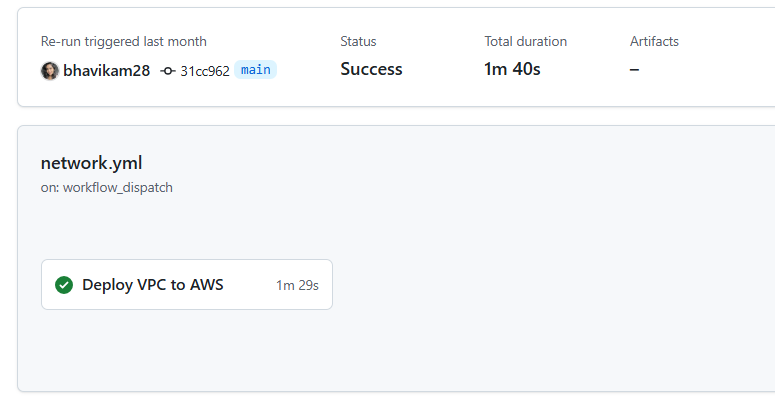 Re-run triggered last month
Status
Total duration
Artifacts
bhavikam28 31cc962 main
Success
1m 40s
–
network.yml
on: workflow_dispatch
Deploy VPC to AWS 1m 29s